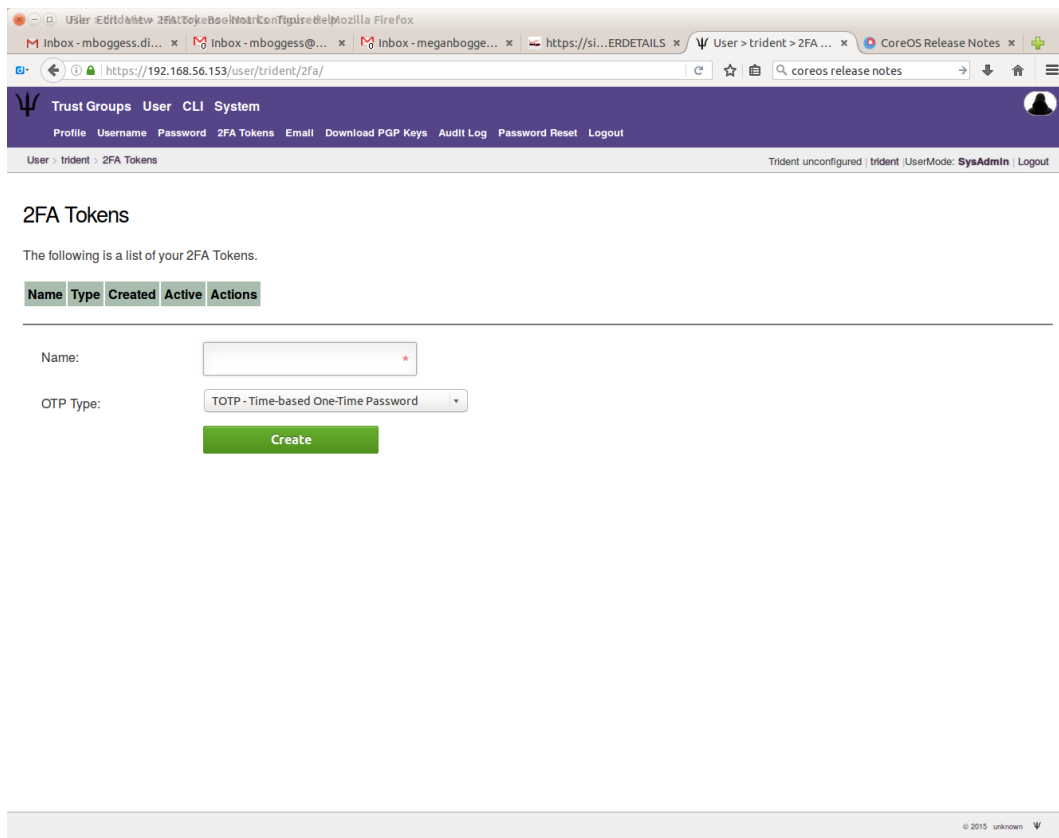 Mozilla Firefox
Inbox - mboggess.di... × Inbox - mboggess@... × Inbox - meganbogge... × https://si...ERDETAILS × User > trident > 2FA ... × CoreOS Release Notes ×
https://192.168.56.153/user/trident/2fa/ coreos release notes
Trust Groups User CLI System
Profile Username Password 2FA Tokens Email Download PGP Keys Audit Log Password Reset Logout
User > trident > 2FA Tokens Trident unconfigured | trident |UserMode: SysAdmin | Logout
2FA Tokens
The following is a list of your 2FA Tokens.
Name Type Created Active Actions
Name: *
OTP Type: TOTP - Time-based One-Time Password
Create
© 2015 unknown